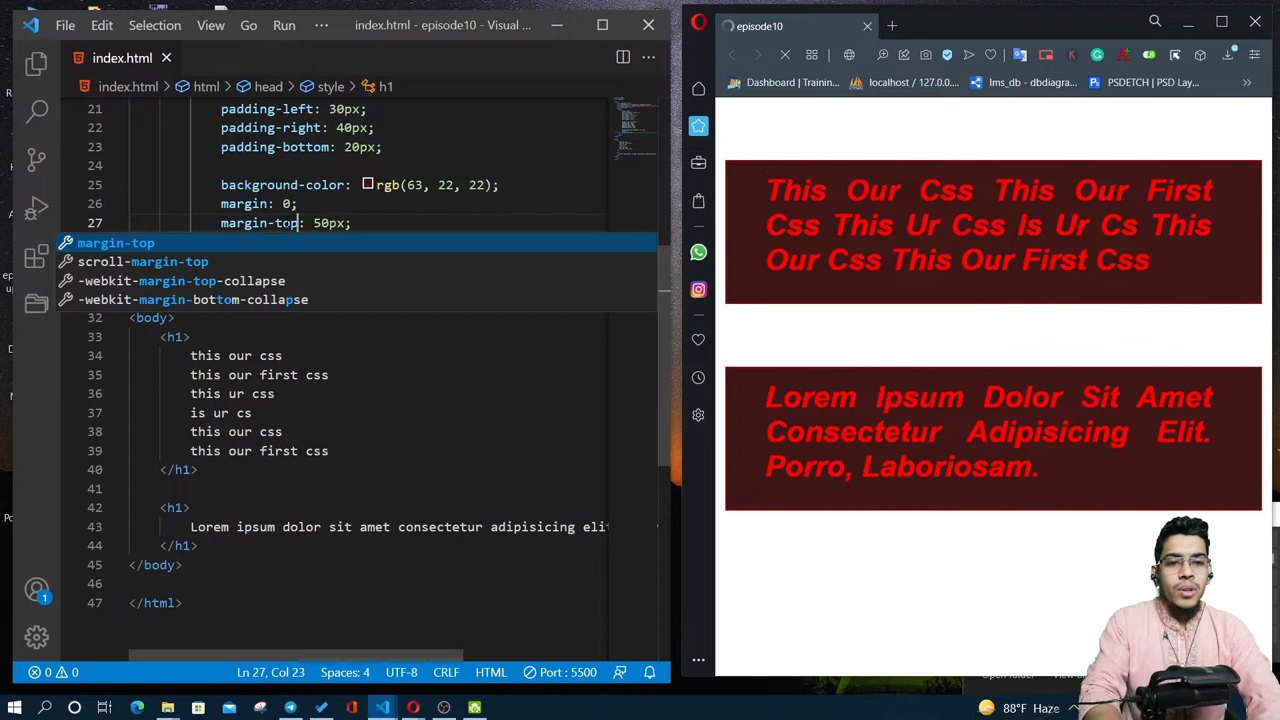 File Edit Selection View Go Run ··· index.html - episode10 - Visual ...
index.html
index.html > html > head > style > h1
21 padding-left: 30px;
22 padding-right: 40px;
23 padding-bottom: 20px;
24
25 background-color: rgb(63, 22, 22);
26 margin: 0;
27 margin-top: 50px;
margin-top
scroll-margin-top
-webkit-margin-top-collapse
-webkit-margin-bottom-collapse
32 <body>
33 <h1>
34 this our css
35 this our first css
36 this ur css
37 is ur cs
38 this our css
39 this our first css
40 </h1>
41
42 <h1>
43 Lorem ipsum dolor sit amet consectetur adipisicing elit
44 </h1>
45 </body>
46
47 </html>
1
0 0 Ln 27, Col 23 Spaces: 4 UTF-8 CRLF HTML Port : 5500
episode10
Dashboard | Trainin... localhost / 127.0.0.... lms_db - dbdiagra... PSDETCH | PSD Lay...
This Our Css This Our First
Css This Ur Css Is Ur Cs This
Our Css This Our First Css
Lorem Ipsum Dolor Sit Amet
Consectetur Adipisicing Elit.
Porro, Laboriosam.
Open folder
88°F Haze